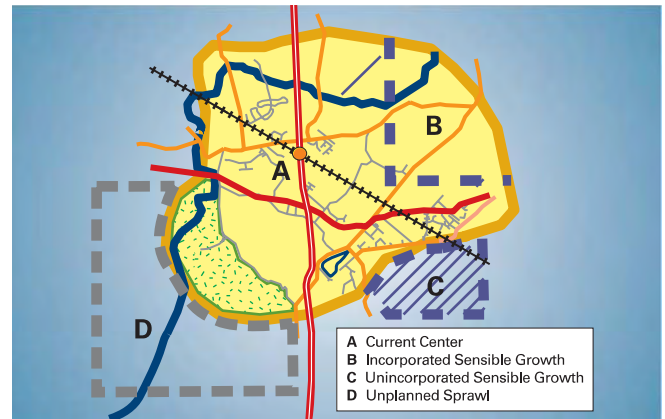 B
A
C
D
A Current Center
B Incorporated Sensible Growth
C Unincorporated Sensible Growth
D Unplanned Sprawl